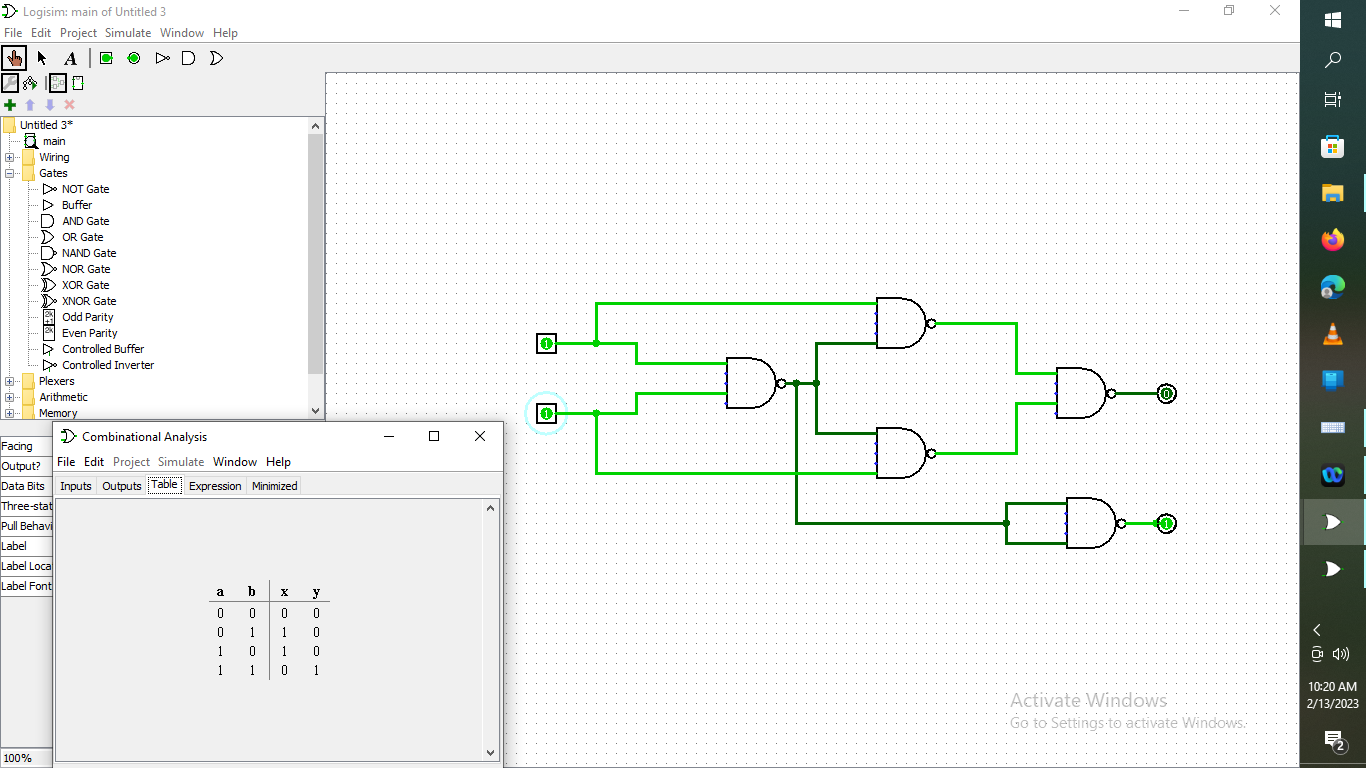 Logisim: main of Untitled 3
File Edit Project Simulate Window Help
A
Untitled 3*
main
Wiring
Gates
NOT Gate
Buffer
AND Gate
OR Gate
NAND Gate
NOR Gate
XOR Gate
XNOR Gate
Odd Parity
Even Parity
Controlled Buffer
Controlled Inverter
Plexers
Arithmetic
Memory
Facing
Output?
Data Bits
Three-stat
Pull Behavi
Label
Label Loca
Label Font
100%
1
1
0
1
Combinational Analysis
File Edit Project Simulate Window Help
Inputs Outputs Table Expression Minimized
a b x y
0 0 0 0
0 1 1 0
1 0 1 0
1 1 0 1
Activate Windows
Go to Settings to activate Windows.
10:20 AM
2/13/2023
2